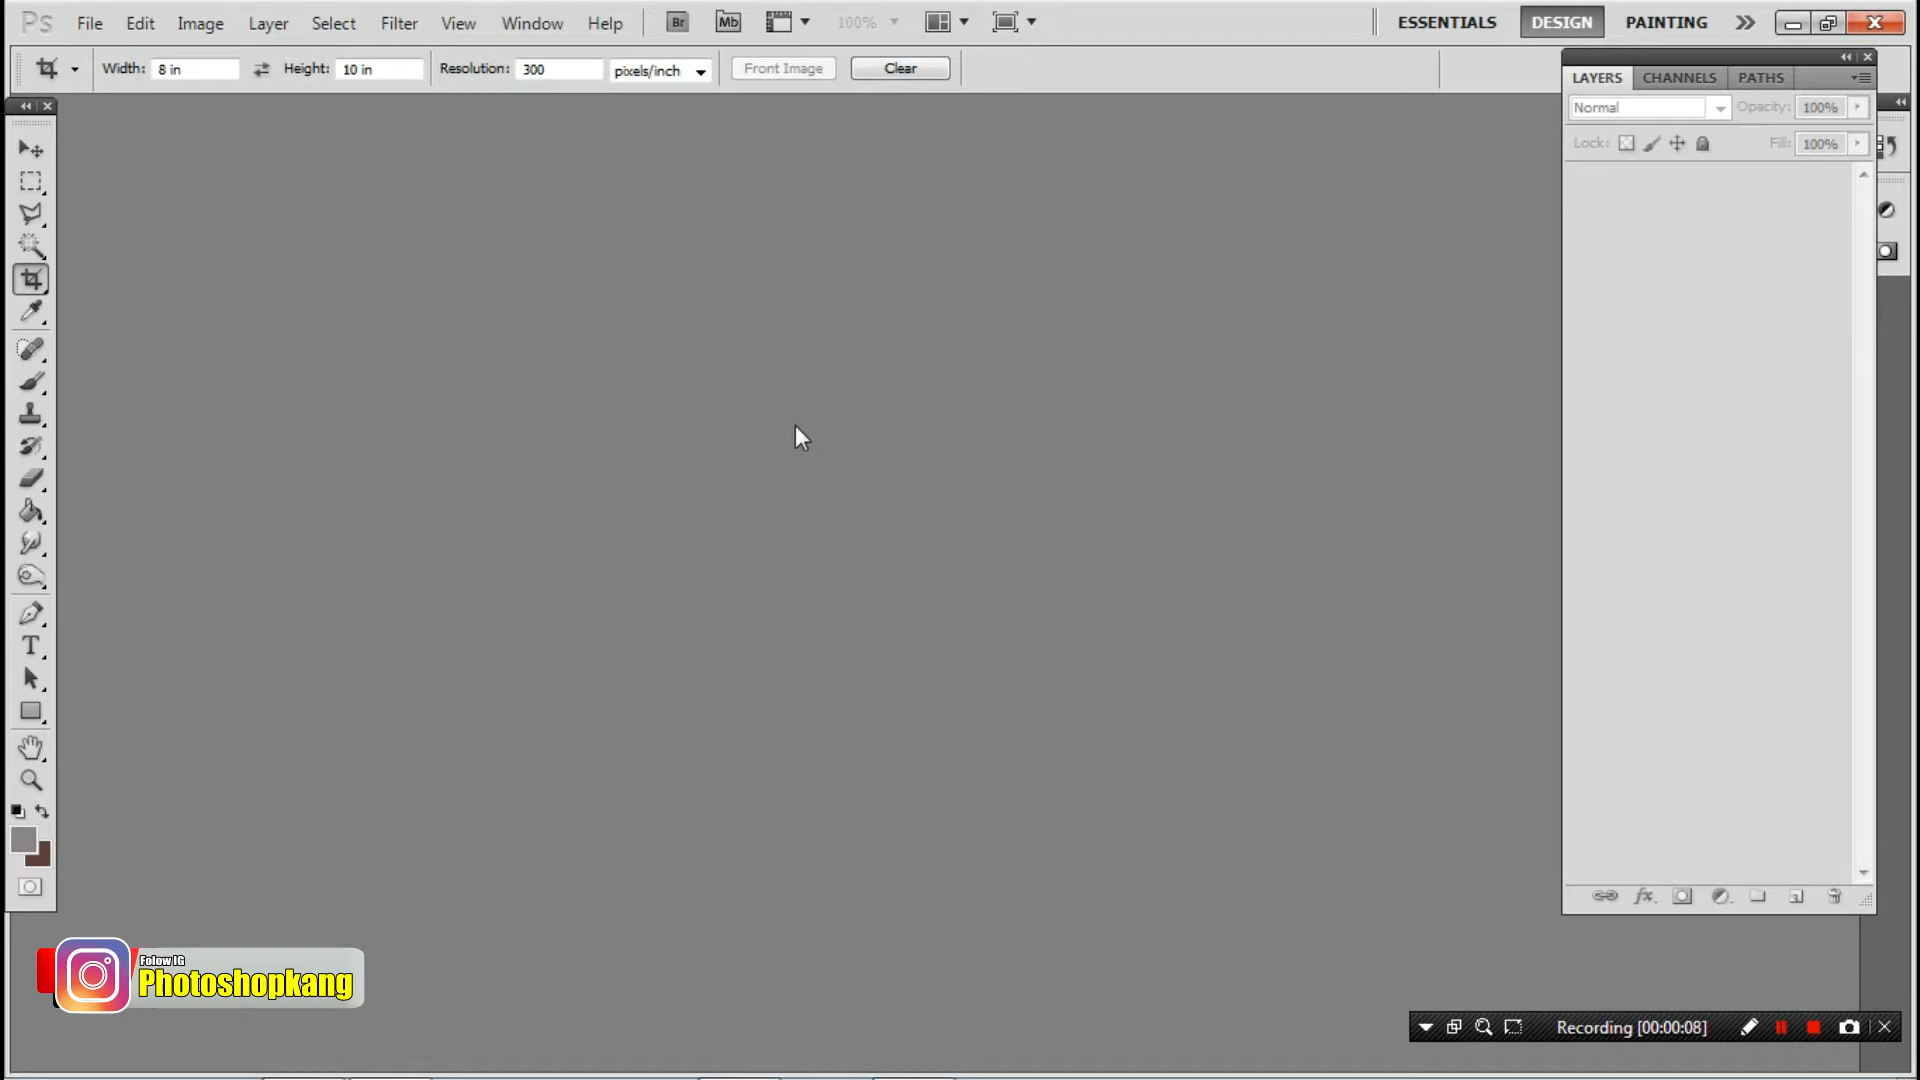 Ps File Edit Image Layer Select Filter View Window Help Br Mb 100% ESSENTIALS DESIGN PAINTING
Width: 8 in Height: 10 in Resolution: 300 pixels/inch Front Image Clear
LAYERS CHANNELS PATHS
Normal Opacity: 100%
Lock: Fill: 100%
T
fx
Folow IG
Photoshopkang
Recording [00:00:08]